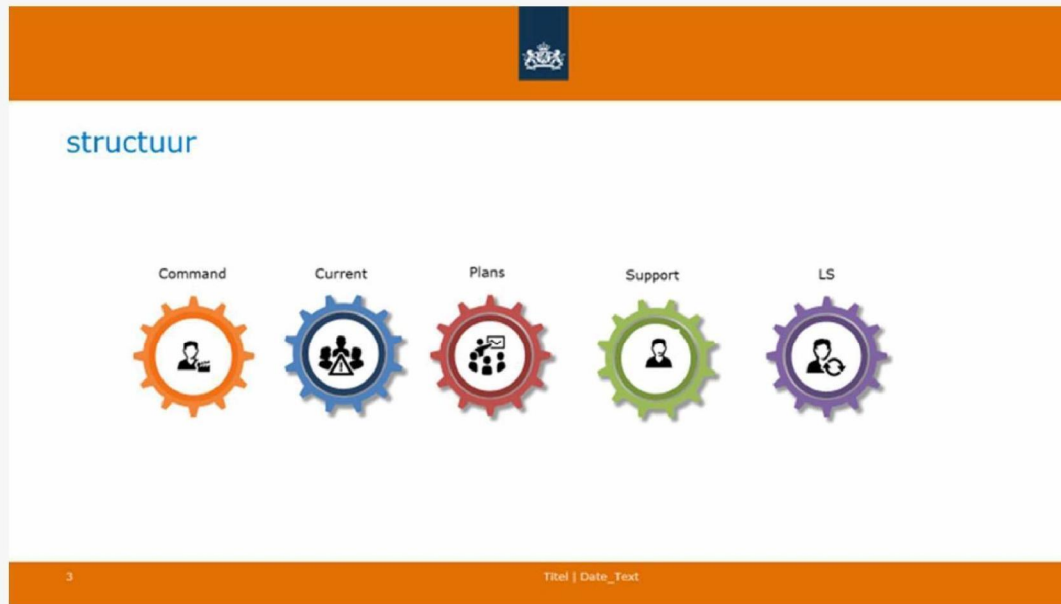 structuur
Command
Current
Plans
Support
LS
3
Titel | Date_Text